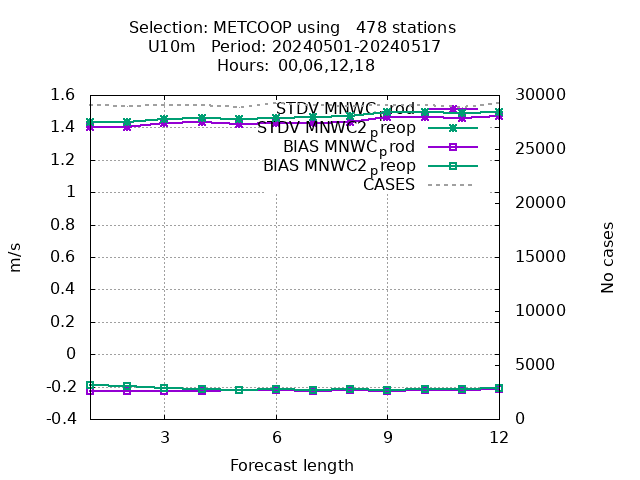 Selection: METCOOP using   478 stations
U10m   Period: 20240501-20240517
Hours:  00,06,12,18
1.6
1.4
1.2
1
0.8
0.6
0.4
0.2
0
-0.2
-0.4
m/s
30000
25000
20000
15000
10000
5000
0
No cases
STDV MNWC_prod
STDV MNWC2_preop
BIAS MNWC_prod
BIAS MNWC2_preop
CASES
3
6
9
12
Forecast length